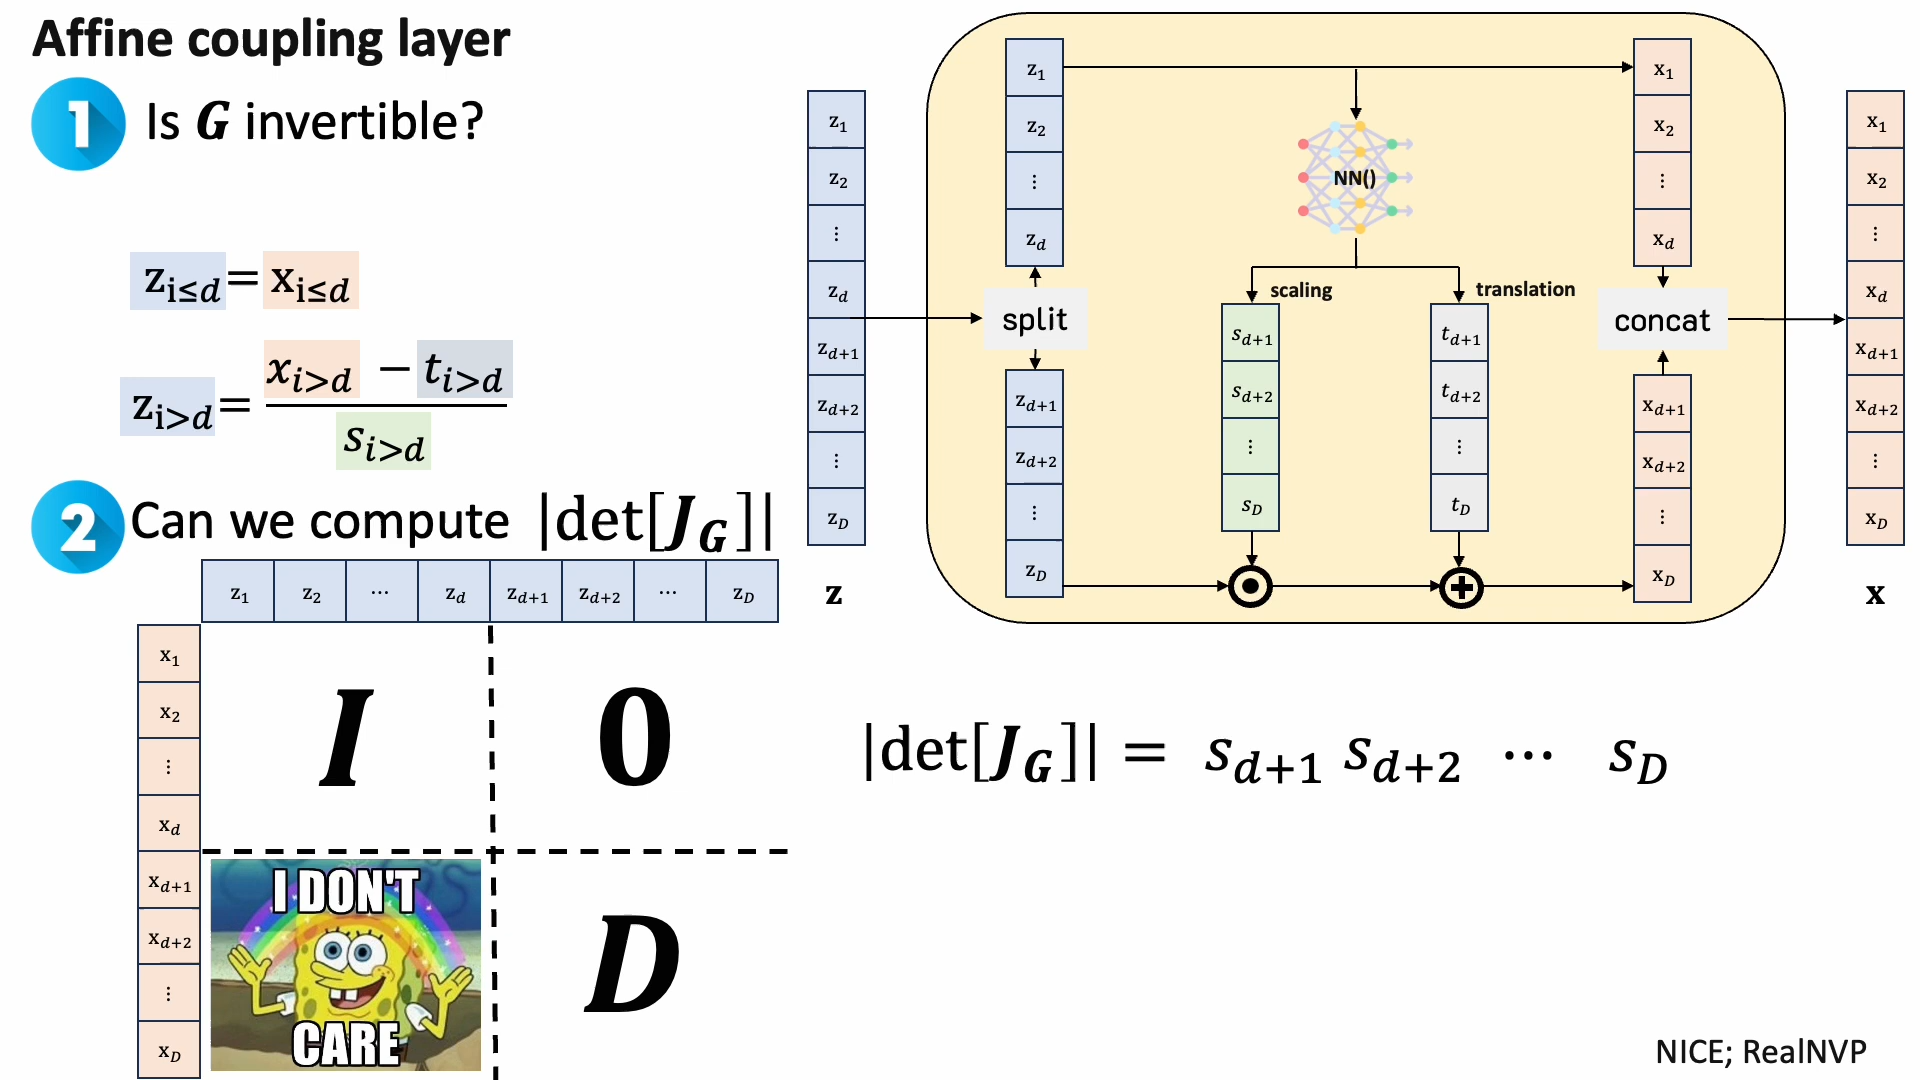 Affine coupling layer
1 Is G invertible?
z_{i≤d} = x_{i≤d}
z_{i>d} = \frac{x_{i>d} - t_{i>d}}{s_{i>d}}
2 Can we compute |det[J_G]|
z_1 z_2 ⋯ z_d z_{d+1} z_{d+2} ⋯ z_D
x_1
x_2
⋮
x_d
x_{d+1}
x_{d+2}
⋮
x_D
I 0
D
I DON'T
CARE
z_1
z_2
⋮
z_d
z_{d+1}
z_{d+2}
⋮
z_D
z
z_1
z_2
⋮
z_d
split
z_{d+1}
z_{d+2}
⋮
z_D
NN()
scaling
s_{d+1}
s_{d+2}
⋮
s_D
translation
t_{d+1}
t_{d+2}
⋮
t_D
x_1
x_2
⋮
x_d
concat
x_{d+1}
x_{d+2}
⋮
x_D
x_1
x_2
⋮
x_d
x_{d+1}
x_{d+2}
⋮
x_D
x
|det[J_G]| = s_{d+1} s_{d+2} ⋯ s_D
NICE; RealNVP